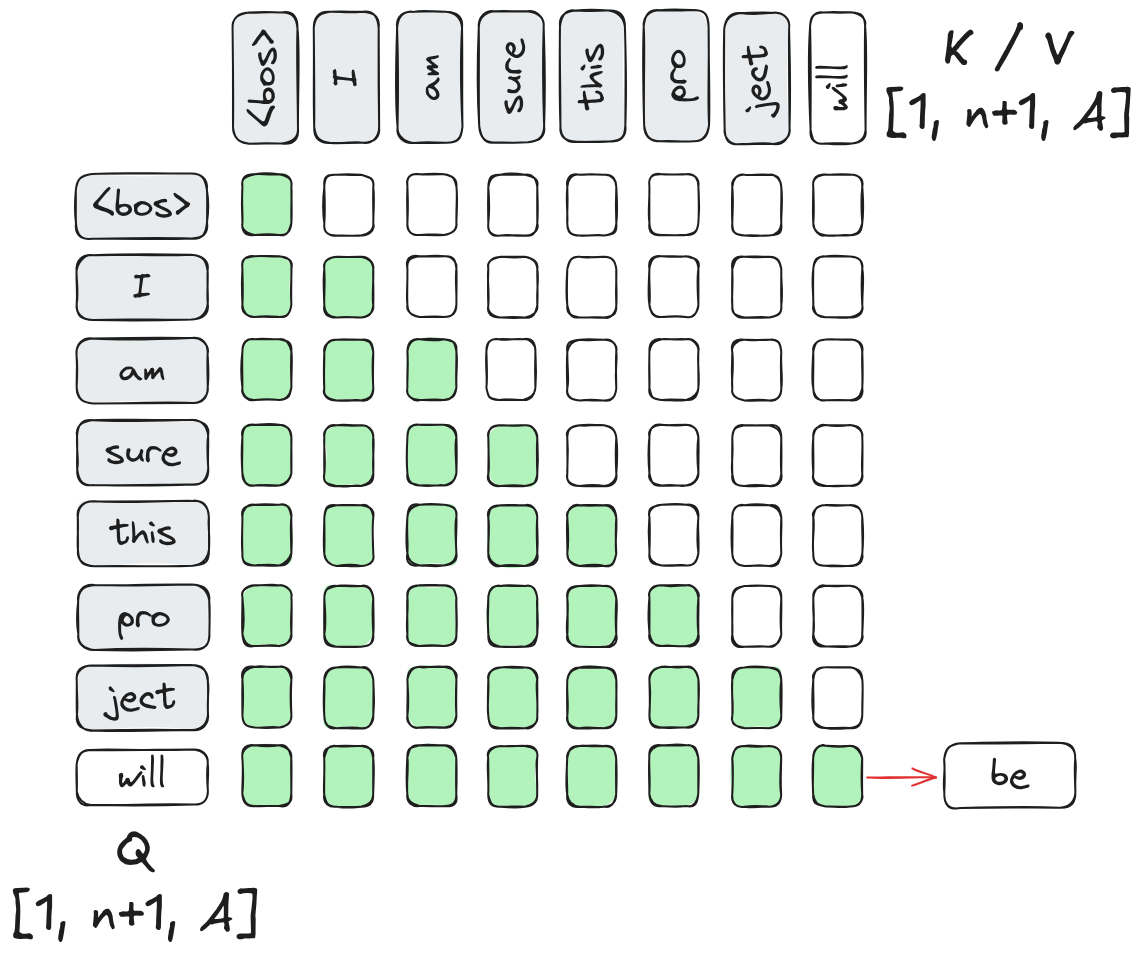 <bos>
I
am
sure
this
pro
ject
will
K / V
[1, n+1, A]
<bos>
I
am
sure
this
pro
ject
will
be
Q
[1, n+1, A]